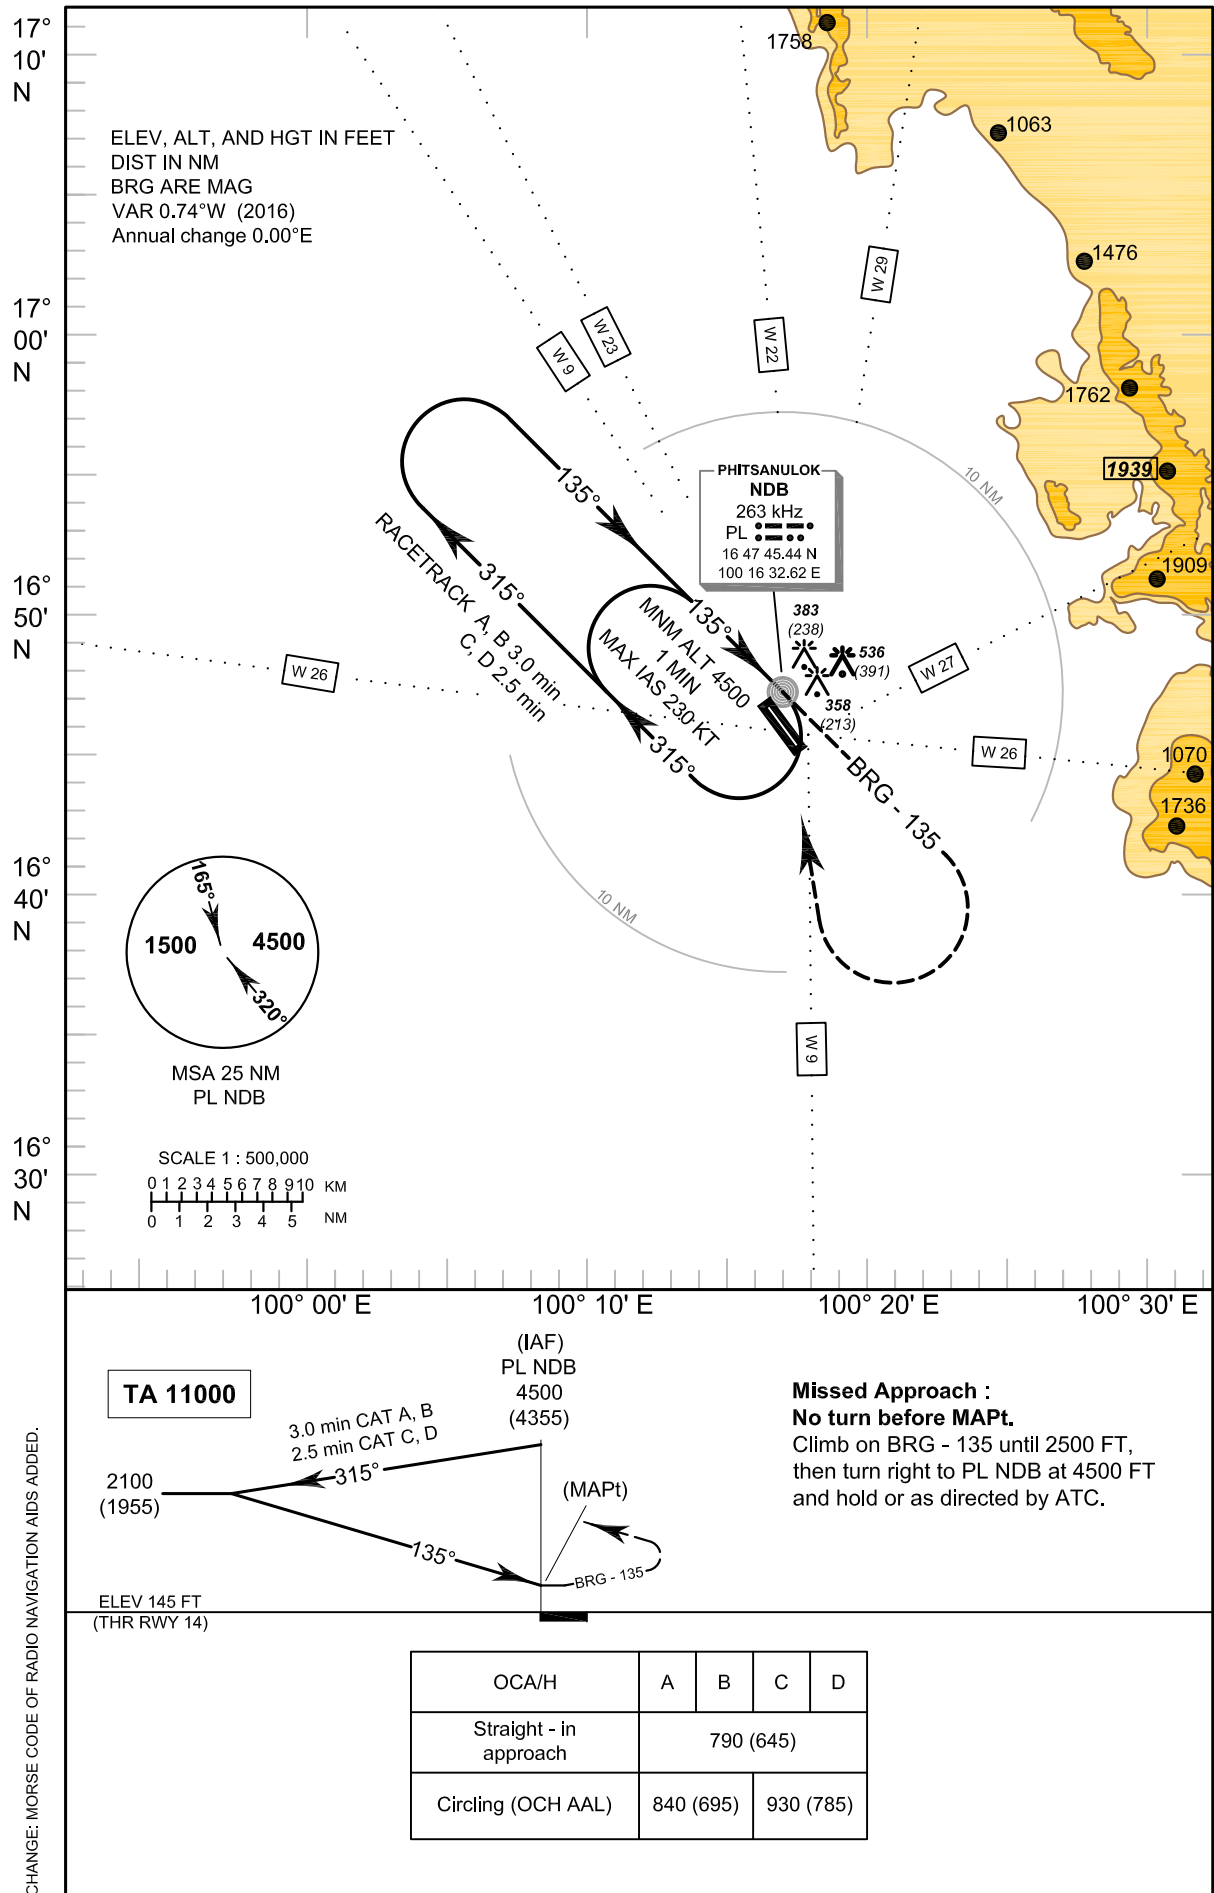 17°
10'
N
ELEV, ALT, AND HGT IN FEET
DIST IN NM
BRG ARE MAG
VAR 0.74°W (2016)
Annual change 0.00°E
1758
1063
1476
W 29
W 22
W 23
W 9
17°
00'
N
1762
1939
10 NM
PHITSANULOK
NDB
263 kHz
PL
16 47 45.44 N
100 16 32.62 E
135°
315°
RACETRACK A, B 3.0 min
C, D 2.5 min
1909
16°
50'
N
135°
MNM ALT 4500
1 MIN
MAX IAS 230 KT
315°
383
(238)
536
(391)
358
(213)
W 27
W 26
W 26
1070
1736
BRG - 135
16°
40'
N
165°
1500
4500
320°
MSA 25 NM
PL NDB
10 NM
W 9
16°
30'
N
SCALE 1 : 500,000
0 1 2 3 4 5 6 7 8 9 10 KM
0 1 2 3 4 5 NM
100° 00' E
100° 10' E
100° 20' E
100° 30' E
TA 11000
(IAF)
PL NDB
4500
(4355)
3.0 min CAT A, B
2.5 min CAT C, D
315°
2100
(1955)
135°
(MAPt)
BRG - 135
ELEV 145 FT
(THR RWY 14)
Missed Approach :
No turn before MAPt.
Climb on BRG - 135 until 2500 FT,
then turn right to PL NDB at 4500 FT
and hold or as directed by ATC.
OCA/H A B C D
Straight - in
approach
790 (645)
Circling (OCH AAL) 840 (695) 930 (785)
CHANGE: MORSE CODE OF RADIO NAVIGATION AIDS ADDED.